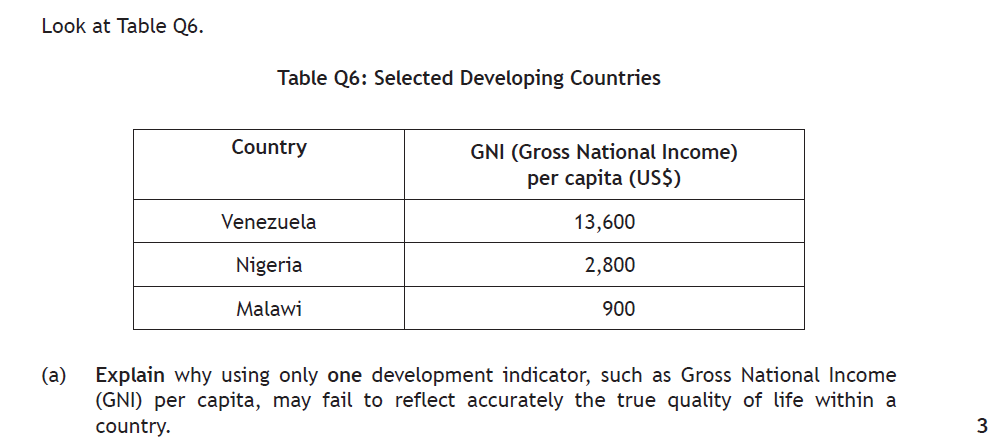 Look at Table Q6.
Table Q6: Selected Developing Countries
Country
GNI (Gross National Income)
per capita (US$)
Venezuela 13,600
Nigeria 2,800
Malawi 900
(a) Explain why using only one development indicator, such as Gross National Income
(GNI) per capita, may fail to reflect accurately the true quality of life within a
country. 3